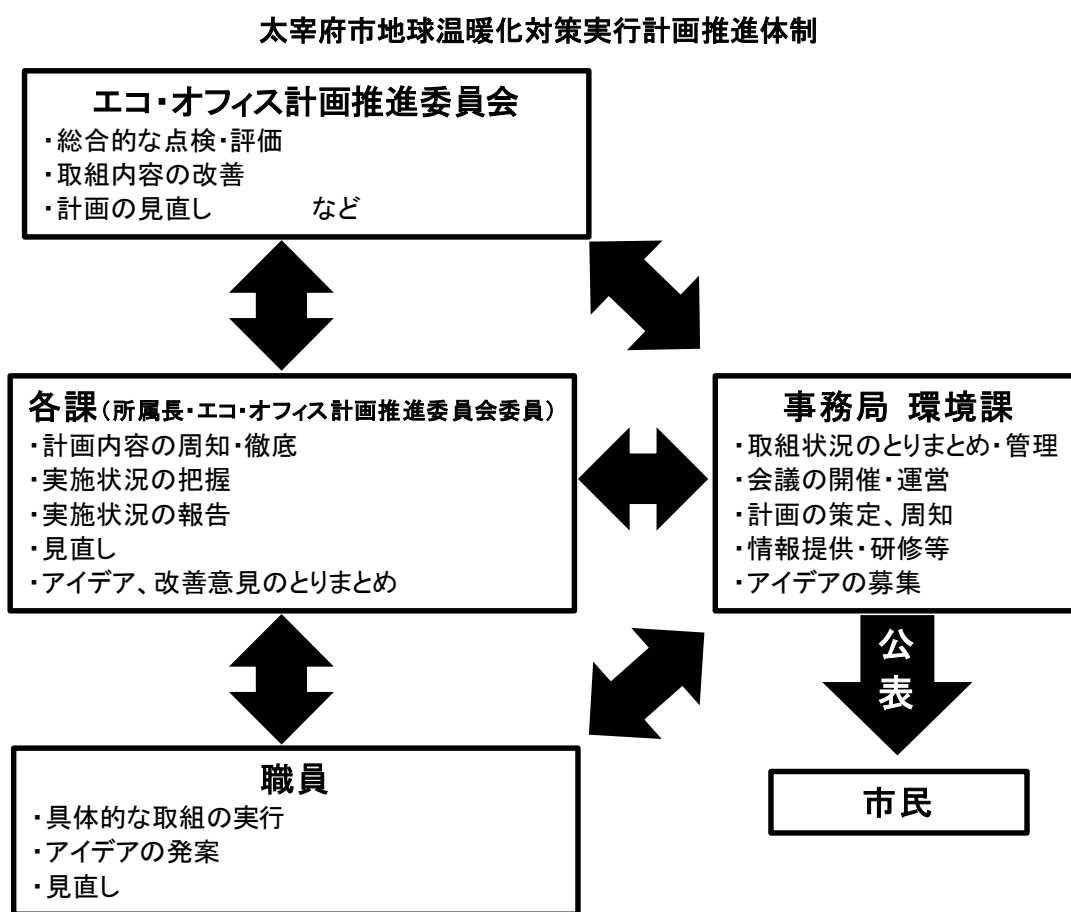 太宰府市地球温暖化対策実行計画推進体制
エコ・オフィス計画推進委員会
・総合的な点検・評価
・取組内容の改善
・計画の見直し　　　　など
各課（所属長・エコ・オフィス計画推進委員会委員）
・計画内容の周知・徹底
・実施状況の把握
・実施状況の報告
・見直し
・アイデア、改善意見のとりまとめ
事務局 環境課
・取組状況のとりまとめ・管理
・会議の開催・運営
・計画の策定、周知
・情報提供・研修等
・アイデアの募集
公表
職員
・具体的な取組の実行
・アイデアの発案
・見直し
市民